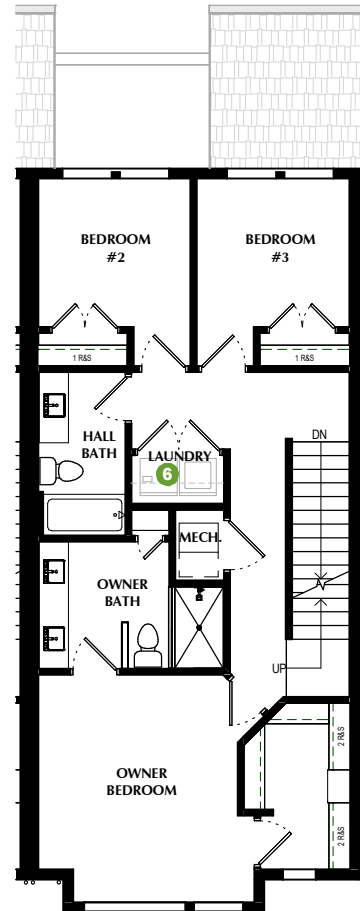 BEDROOM
#2
BEDROOM
#3
1 R&S
1 R&S
HALL
BATH
LAUNDRY
6
DN
MECH.
OWNER
BATH
UP
OWNER
BEDROOM
2 R&S
2 R&S